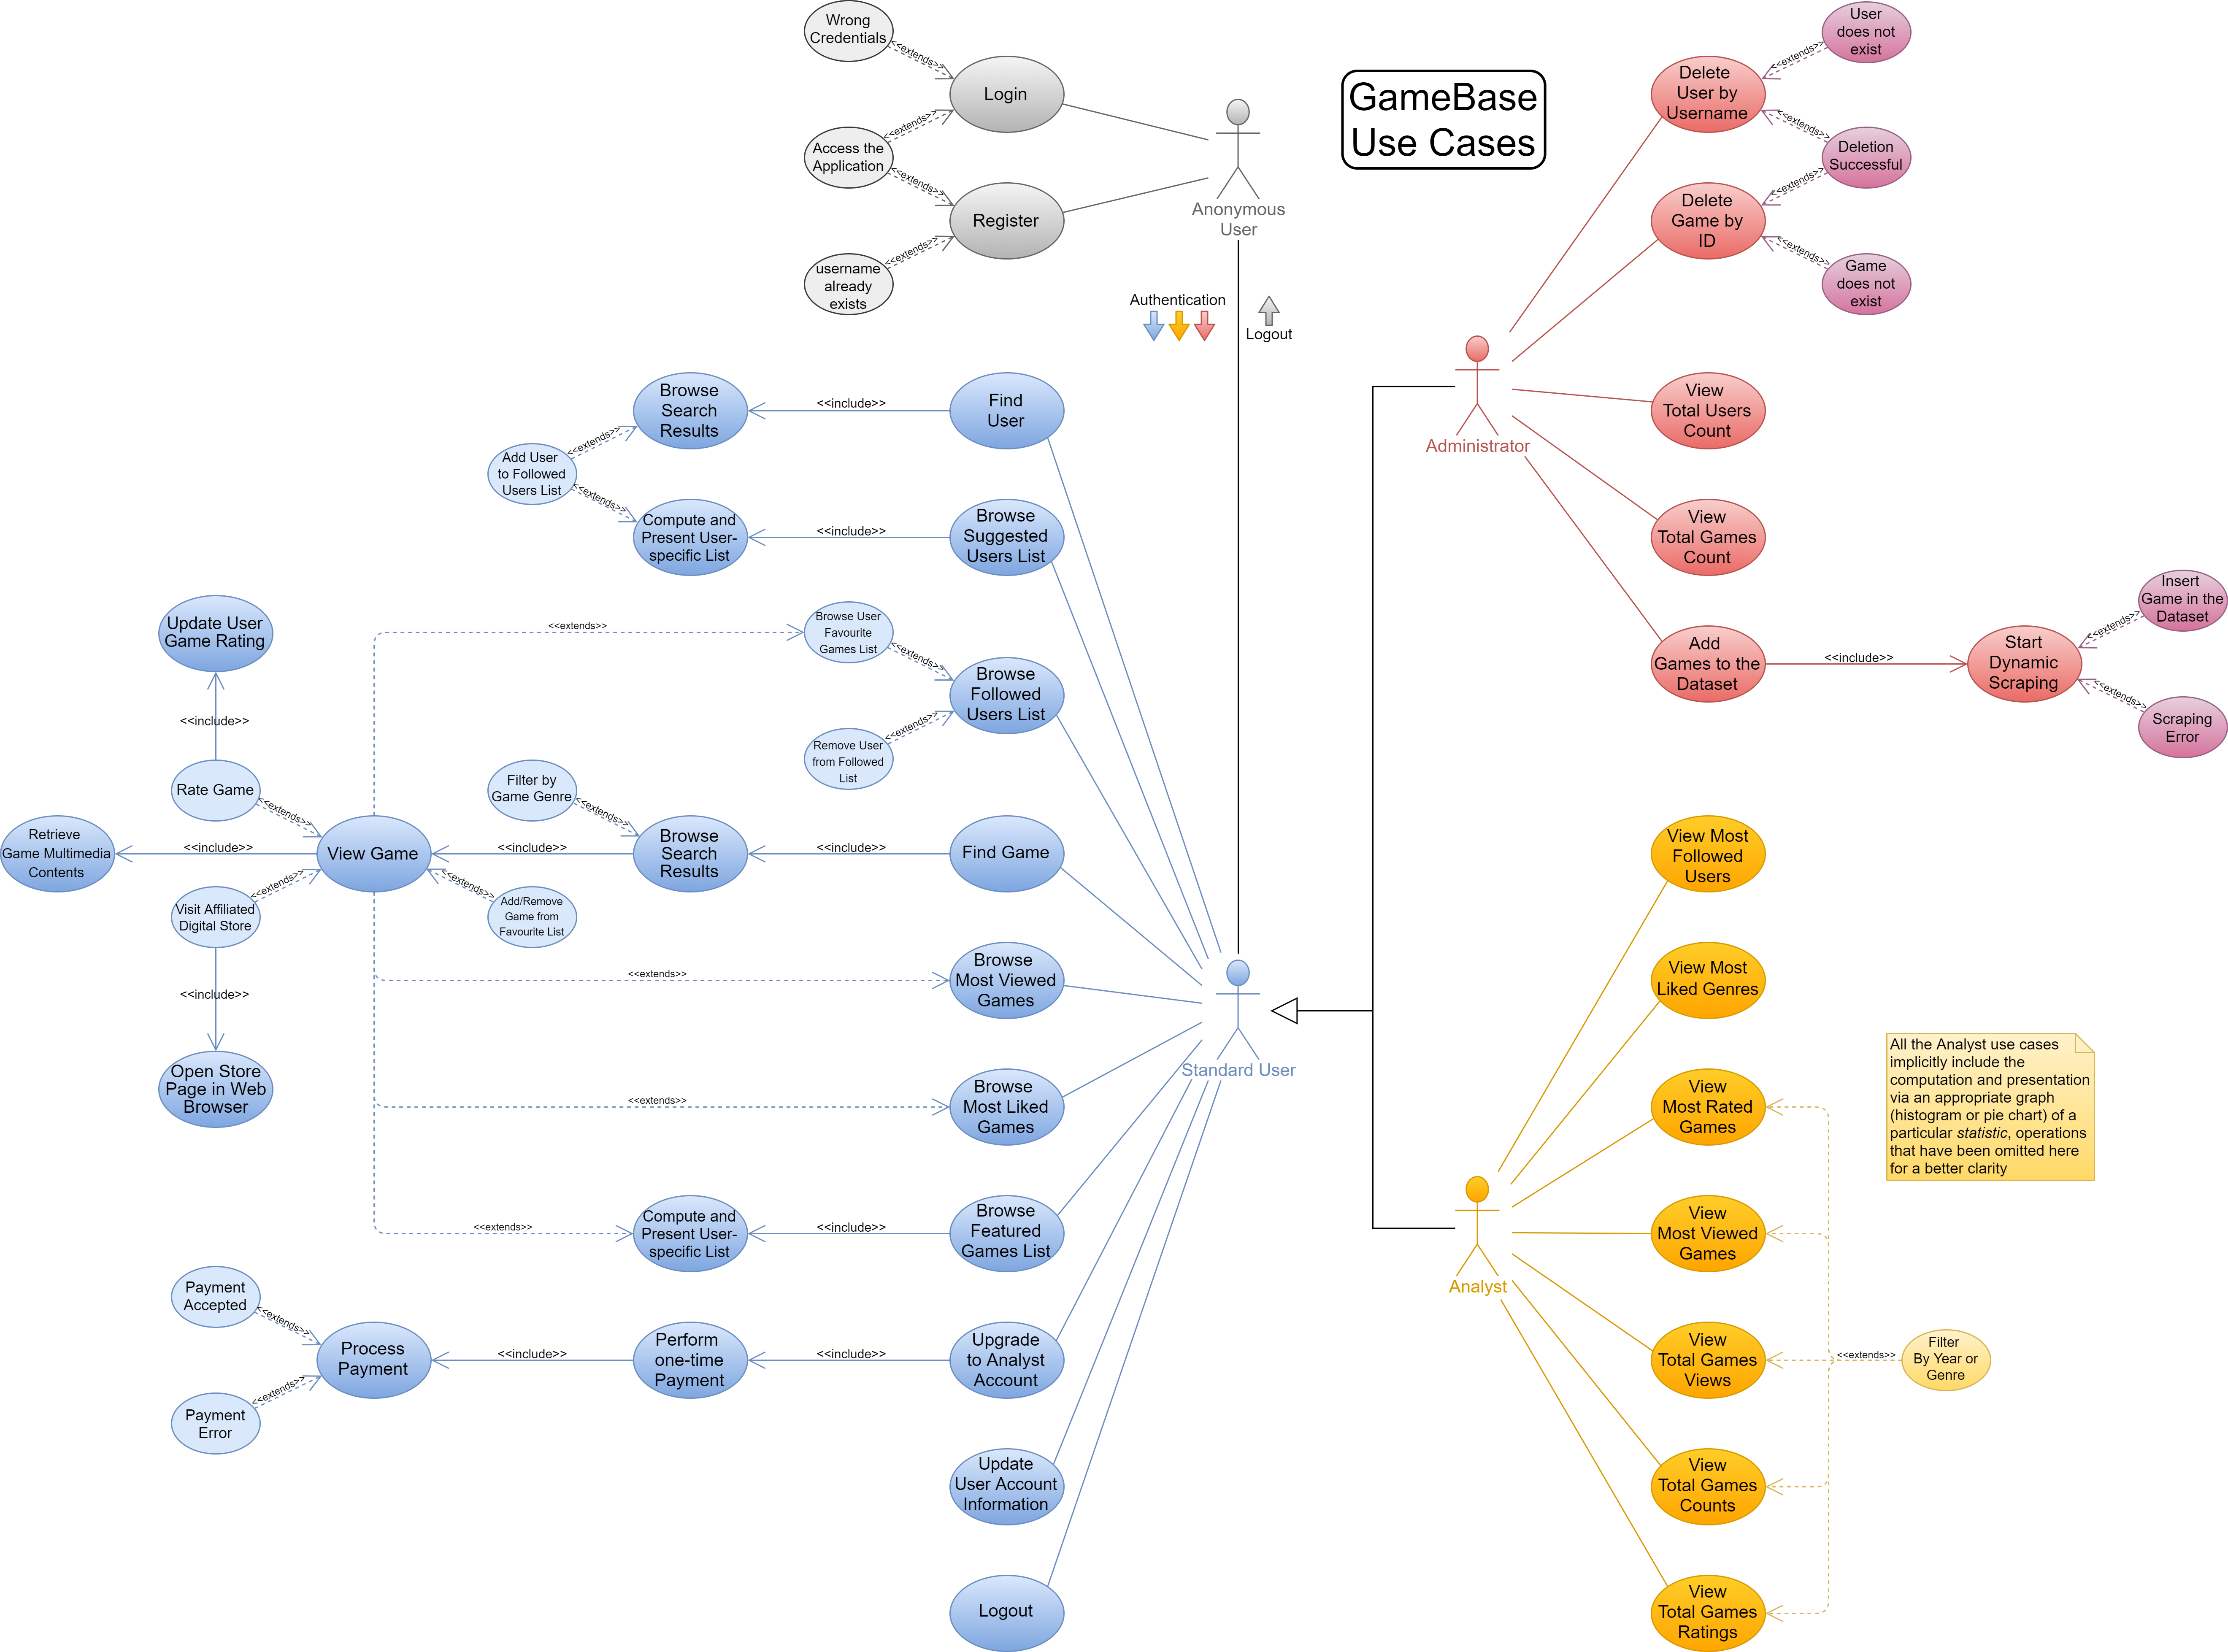 GameBase
Use Cases
Wrong
Credentials
<<extends>>
Login
Access the
Application
<<extends>>
<<extends>>
Register
username
already
exists
<<extends>>
Anonymous
User
Authentication
Logout
User
does not
exist
<<extends>>
Delete
User by
Username
<<extends>>
Deletion
Successful
<<extends>>
Delete
Game by
ID
<<extends>>
Game
does not
exist
Administrator
View
Total Users
Count
View
Total Games
Count
Add
Games to the
Dataset
<<include>>
Start
Dynamic
Scraping
<<extends>>
Insert
Game in the
Dataset
<<extends>>
Scraping
Error
Browse
Search
Results
<<include>>
Find
User
<<extends>>
Add User
to Followed
Users List
<<extends>>
Compute and
Present User-
specific List
<<include>>
Browse
Suggested
Users List
Update User
Game Rating
<<extends>>
Browse User
Favourite
Games List
<<extends>>
Browse
Followed
Users List
<<extends>>
Remove User
from Followed
List
<<include>>
Rate Game
<<extends>>
Filter by
Game Genre
<<extends>>
Retrieve
Game Multimedia
Contents
<<include>>
View Game
<<include>>
Browse
Search
Results
<<include>>
Find Game
<<extends>>
Visit Affiliated
Digital Store
<<extends>>
Add/Remove
Game from
Favourite List
<<include>>
<<extends>>
Browse
Most Viewed
Games
Open Store
Page in Web
Browser
<<extends>>
Browse
Most Liked
Games
Standard User
<<extends>>
Compute and
Present User-
specific List
<<include>>
Browse
Featured
Games List
Payment
Accepted
<<extends>>
Process
Payment
<<include>>
Perform
one-time
Payment
<<include>>
Upgrade
to Analyst
Account
<<extends>>
Payment
Error
Update
User Account
Information
Logout
View Most
Followed
Users
View Most
Liked Genres
View
Most Rated
Games
All the Analyst use cases
implicitly include the
computation and presentation
via an appropriate graph
(histogram or pie chart) of a
particular statistic, operations
that have been omitted here
for a better clarity
Analyst
View
Most Viewed
Games
View
Total Games
Views
<<extends>>
Filter
By Year or
Genre
View
Total Games
Counts
View
Total Games
Ratings